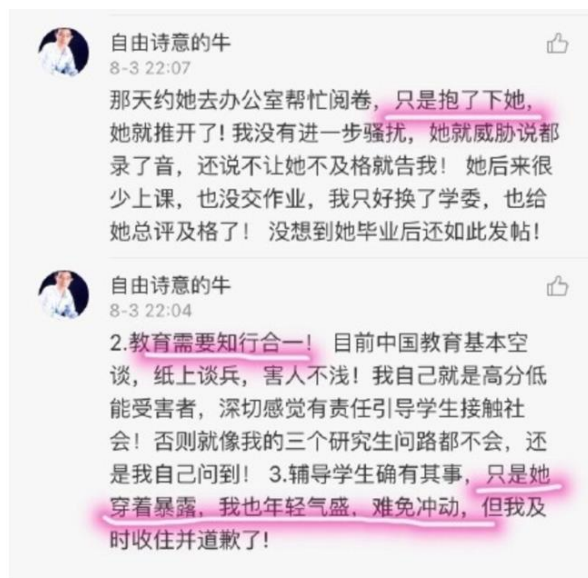 自由诗意的牛
8-3 22:07
那天约她去办公室帮忙阅卷，只是抱了下她，
她就推开了! 我没有进一步骚扰，她就威胁说都
录了音，还说不让她不及格就告我！ 她后来很
少上课，也没交作业，我只好换了学委，也给
她总评及格了！ 没想到她毕业后还如此发帖！
自由诗意的牛
8-3 22:04
2.教育需要知行合一！ 目前中国教育基本空
谈，纸上谈兵，害人不浅！我自己就是高分低
能受害者，深切感觉有责任引导学生接触社
会！否则就像我的三个研究生问路都不会，还
是我自己问到！ 3.辅导学生确有其事，只是她
穿着暴露，我也年轻气盛，难免冲动，但我及
时收住并道歉了!